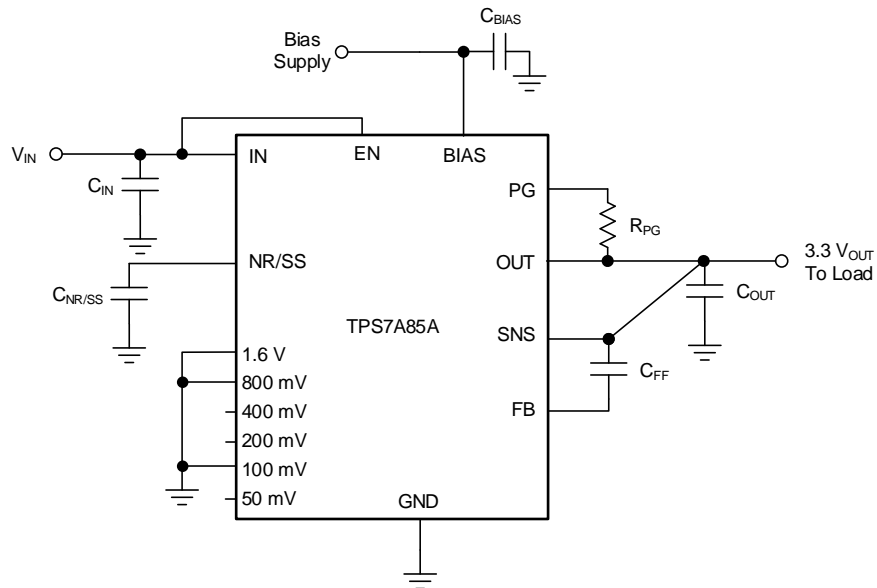 C_BIAS
Bias
Supply
V_IN
IN
EN
BIAS
C_IN
PG
R_PG
NR/SS
OUT
3.3 V_OUT
To Load
C_NR/SS
C_OUT
TPS7A85A
SNS
1.6 V
800 mV
C_FF
400 mV
FB
200 mV
100 mV
50 mV
GND